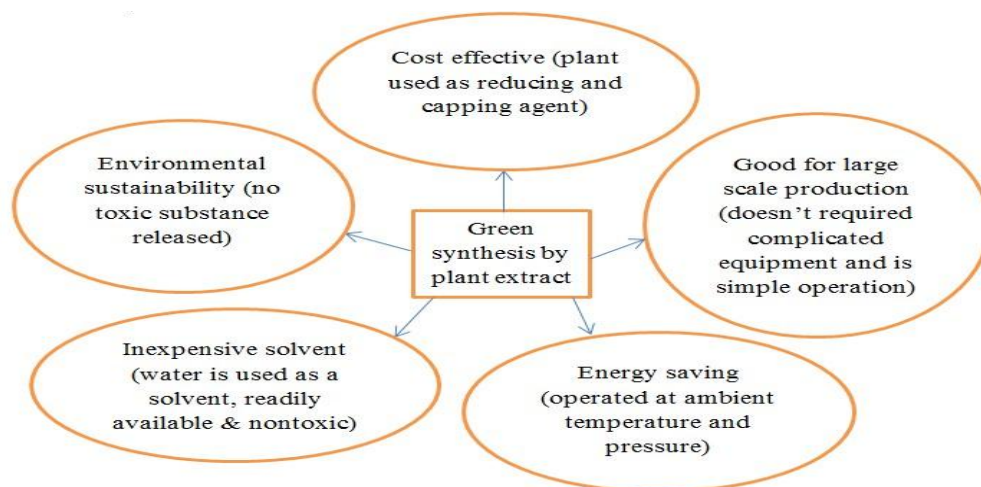 Cost effective (plant
used as reducing and
capping agent)
Environmental
sustainability (no
toxic substance
released)
Good for large
scale production
(doesn’t required
complicated
equipment and is
simple operation)
Green
synthesis by
plant extract
Inexpensive solvent
(water is used as a
solvent, readily
available & nontoxic)
Energy saving
(operated at ambient
temperature and
pressure)